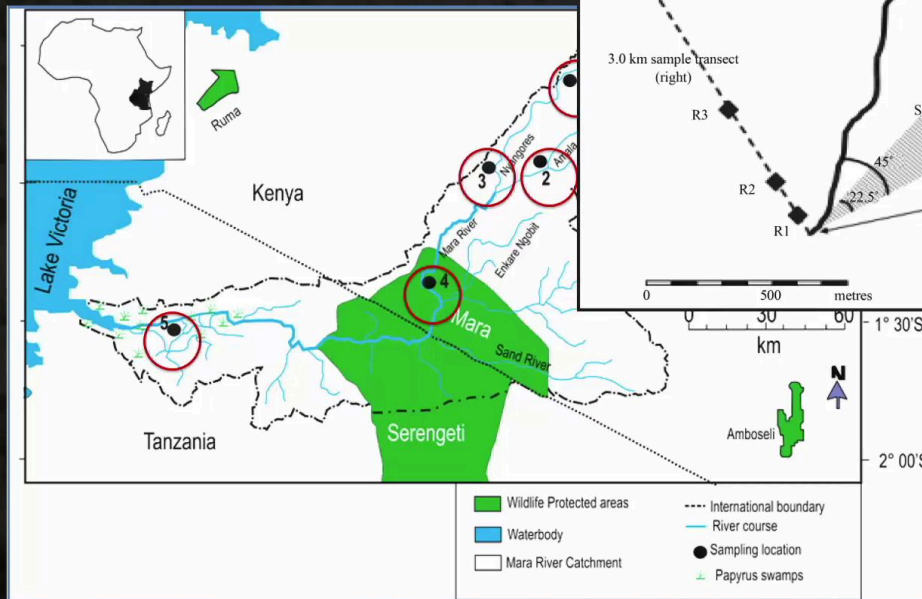 3.0 km sample transect
(right)
R3
R2
R1
S
45°
22.5°
0 500 metres
Ruma
Kenya
Lake Victoria
Nyangores
Amala
3
2
Mara River
Enkare Ngobit
4
Mara
Sand River
5
Tanzania
Serengeti
0 30 60
km
N
Amboseli
1°30'S
2°00'S
Wildlife Protected areas
Waterbody
Mara River Catchment
International boundary
River course
Sampling location
Papyrus swamps